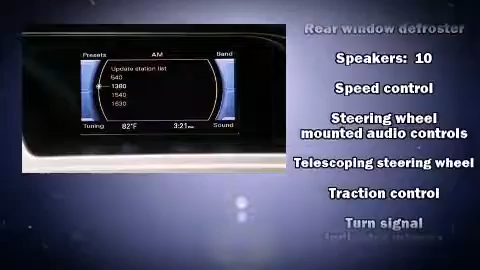 Presets AM Band
Update station list
540
1380
1540
1630
Tuning 82°F 3:21 Sound
Rear window defroster
Speakers: 10
Speed control
Steering wheel
mounted audio controls
Telescoping steering wheel
Traction control
Turn signal